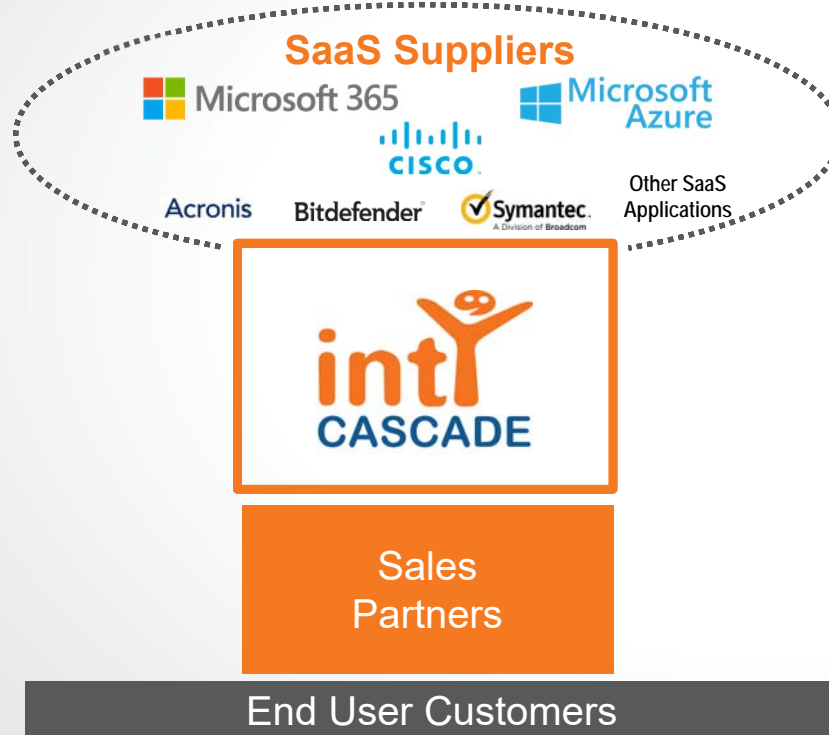 SaaS Suppliers
Microsoft 365
Microsoft
Azure
CISCO
Other SaaS
Applications
Acronis
Bitdefender
Symantec.
A Division of Broadcom
intY
CASCADE
Sales
Partners
End User Customers